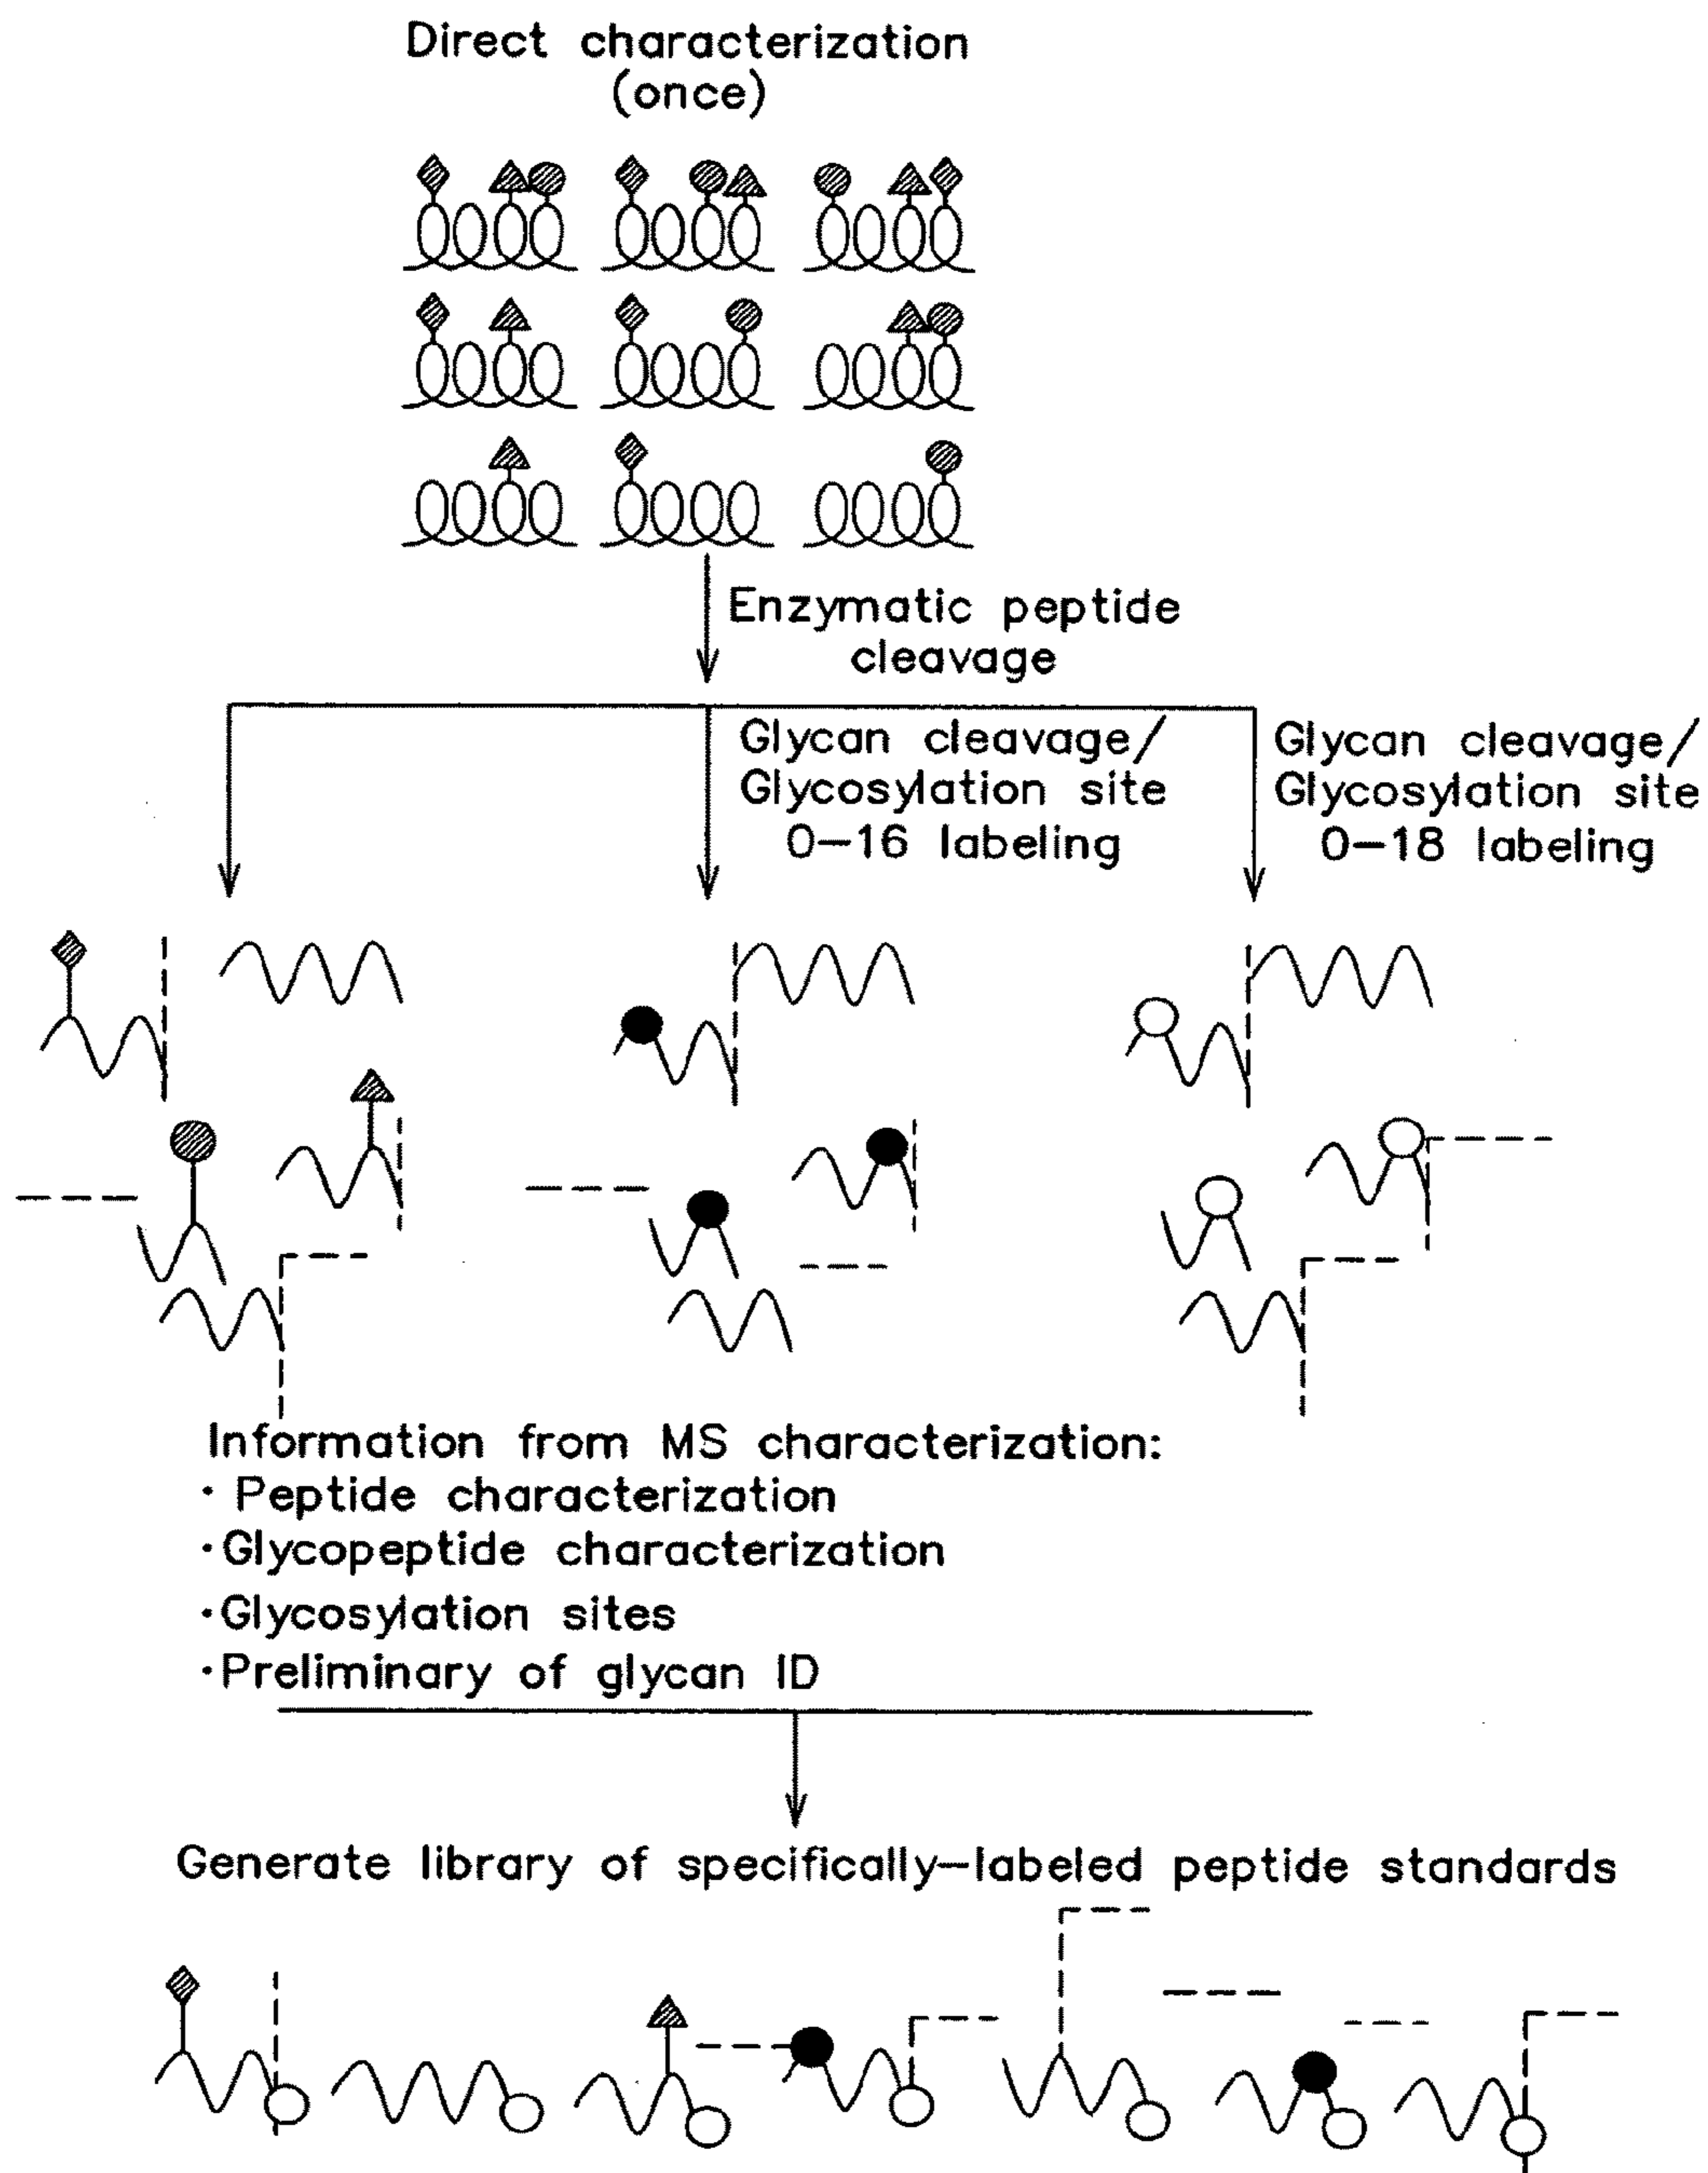 Direct characterization
(once)
Enzymatic peptide
cleavage
Glycan cleavage/
Glycosylation site
O-16 labeling
Glycan cleavage/
Glycosylation site
O-18 labeling
Information from MS characterization:
· Peptide characterization
· Glycopeptide characterization
· Glycosylation sites
· Preliminary of glycan ID
Generate library of specifically-labeled peptide standards